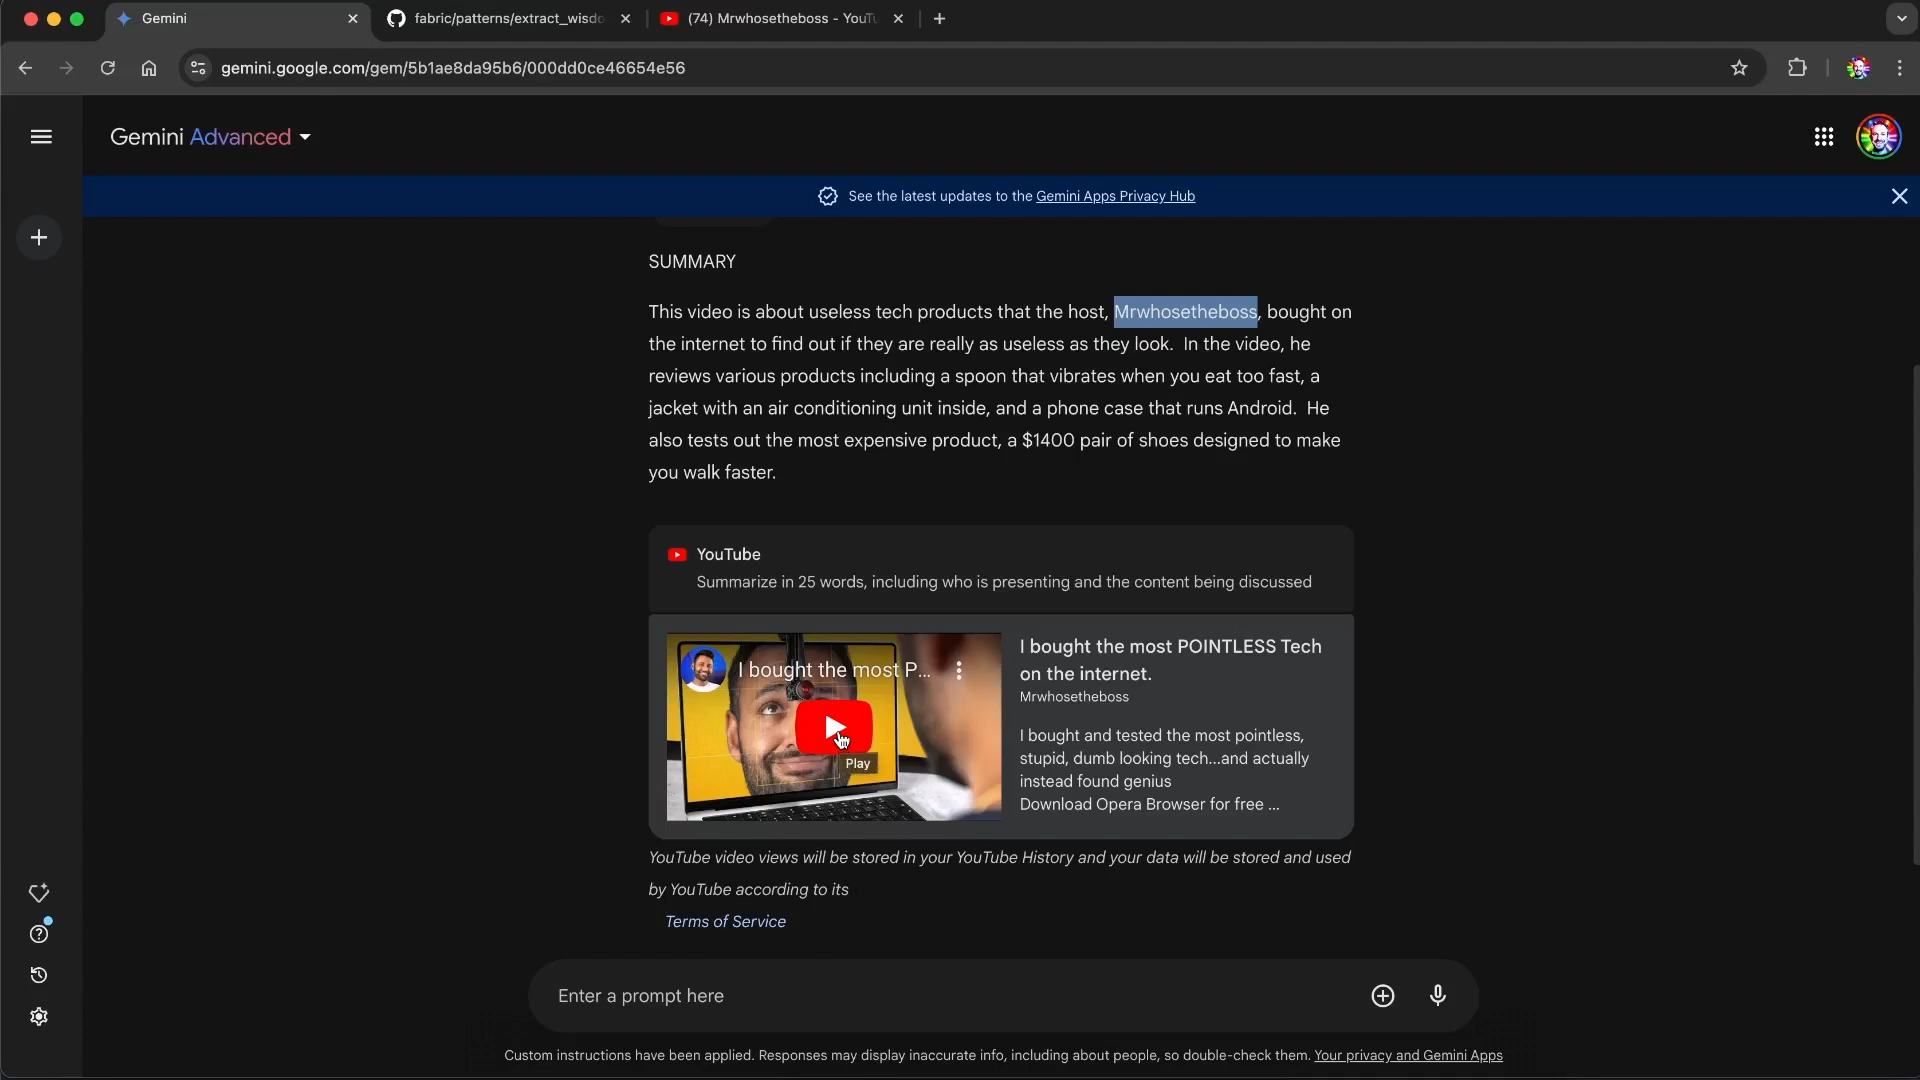 Gemini
fabric/patterns/extract_wisdo
(74) Mrwhosetheboss - YouTu
gemini.google.com/gem/5b1ae8da95b6/000dd0ce46654e56
Gemini Advanced
See the latest updates to the Gemini Apps Privacy Hub
SUMMARY
This video is about useless tech products that the host, Mrwhosetheboss, bought on
the internet to find out if they are really as useless as they look. In the video, he
reviews various products including a spoon that vibrates when you eat too fast, a
jacket with an air conditioning unit inside, and a phone case that runs Android. He
also tests out the most expensive product, a $1400 pair of shoes designed to make
you walk faster.
YouTube
Summarize in 25 words, including who is presenting and the content being discussed
I bought the most P...
Play
I bought the most POINTLESS Tech
on the internet.
Mrwhosetheboss
I bought and tested the most pointless,
stupid, dumb looking tech...and actually
instead found genius
Download Opera Browser for free ...
YouTube video views will be stored in your YouTube History and your data will be stored and used
by YouTube according to its
Terms of Service
Enter a prompt here
Custom instructions have been applied. Responses may display inaccurate info, including about people, so double-check them. Your privacy and Gemini Apps